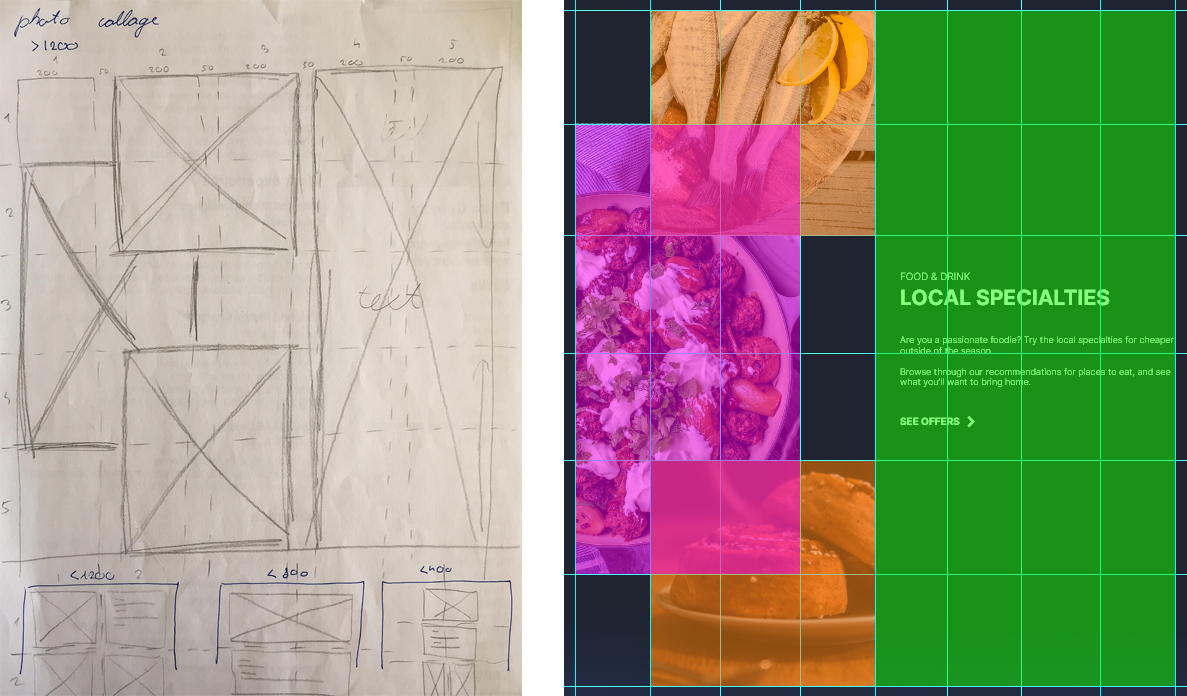 photo collage
>1200
1 2 3 4 5
200 50 200 50 200 50 200 50 200
1
2
3
text
4
5
<1200 2 <800 <400
1
2
FOOD & DRINK
LOCAL SPECIALTIES
Are you a passionate foodie? Try the local specialties for cheaper
outside of the season.
Browse through our recommendations for places to eat, and see
what you'll want to bring home.
SEE OFFERS